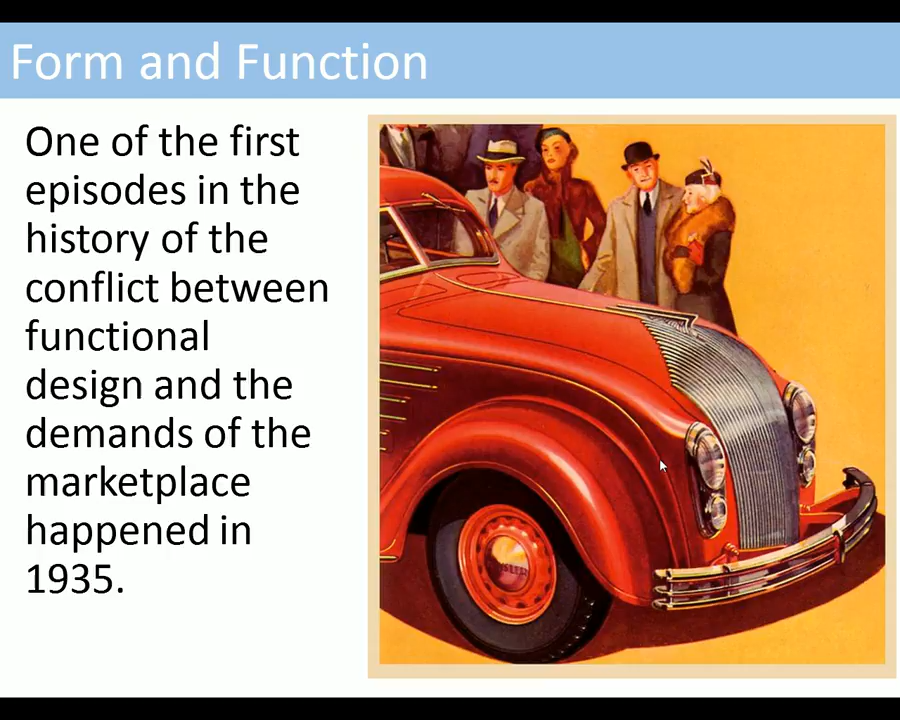 Form and Function
One of the first
episodes in the
history of the
conflict between
functional
design and the
demands of the
marketplace
happened in
1935.